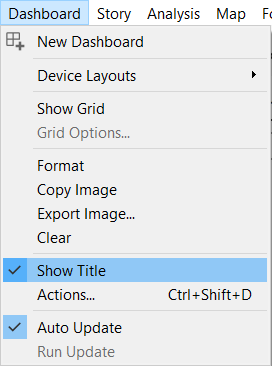 Dashboard Story Analysis Map
New Dashboard
Device Layouts
Show Grid
Grid Options...
Format
Copy Image
Export Image...
Clear
Show Title
Actions... Ctrl+Shift+D
Auto Update
Run Update